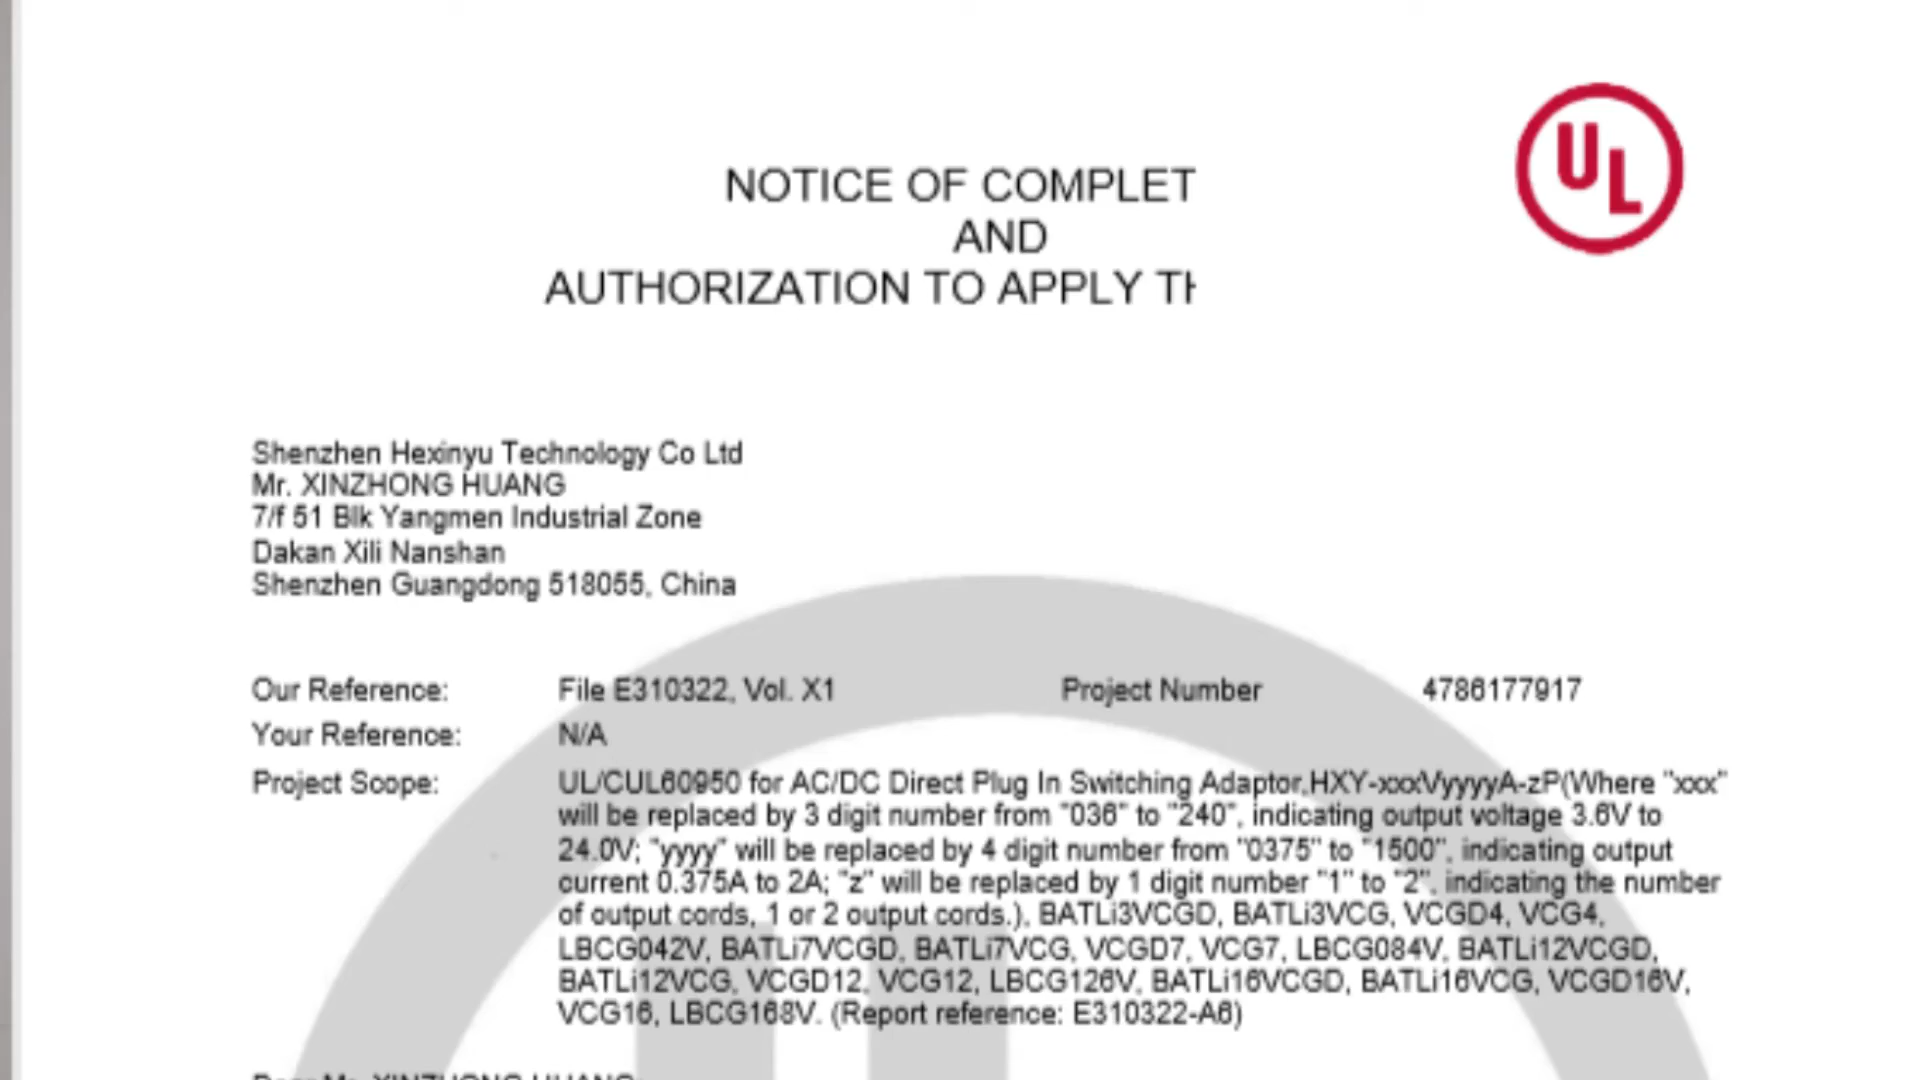 UL
NOTICE OF COMPLET
AND
AUTHORIZATION TO APPLY TH
Shenzhen Hexinyu Technology Co Ltd
Mr. XINZHONG HUANG
7/f 51 Blk Yangmen Industrial Zone
Dakan Xili Nanshan
Shenzhen Guangdong 518055, China
Our Reference: File E310322, Vol. X1 Project Number 4786177917
Your Reference: N/A
Project Scope: UL/CUL60950 for AC/DC Direct Plug In Switching Adaptor,HXY-xxxVyyyyA-zP(Where "xxx"
will be replaced by 3 digit number from "036" to "240", indicating output voltage 3.6V to
24.0V; "yyyy" will be replaced by 4 digit number from "0375" to "1500", indicating output
current 0.375A to 2A; "z" will be replaced by 1 digit number "1" to "2", indicating the number
of output cords, 1 or 2 output cords.), BATLi3VCGD, BATLi3VCG, VCGD4, VCG4,
LBCG042V, BATLi7VCGD, BATLi7VCG, VCGD7, VCG7, LBCG084V, BATLi12VCGD,
BATLi12VCG, VCGD12, VCG12, LBCG126V, BATLi16VCGD, BATLi16VCG, VCGD16V,
VCG16, LBCG168V. (Report reference: E310322-A6)
Dear Mr. XINZHONG HUANG: